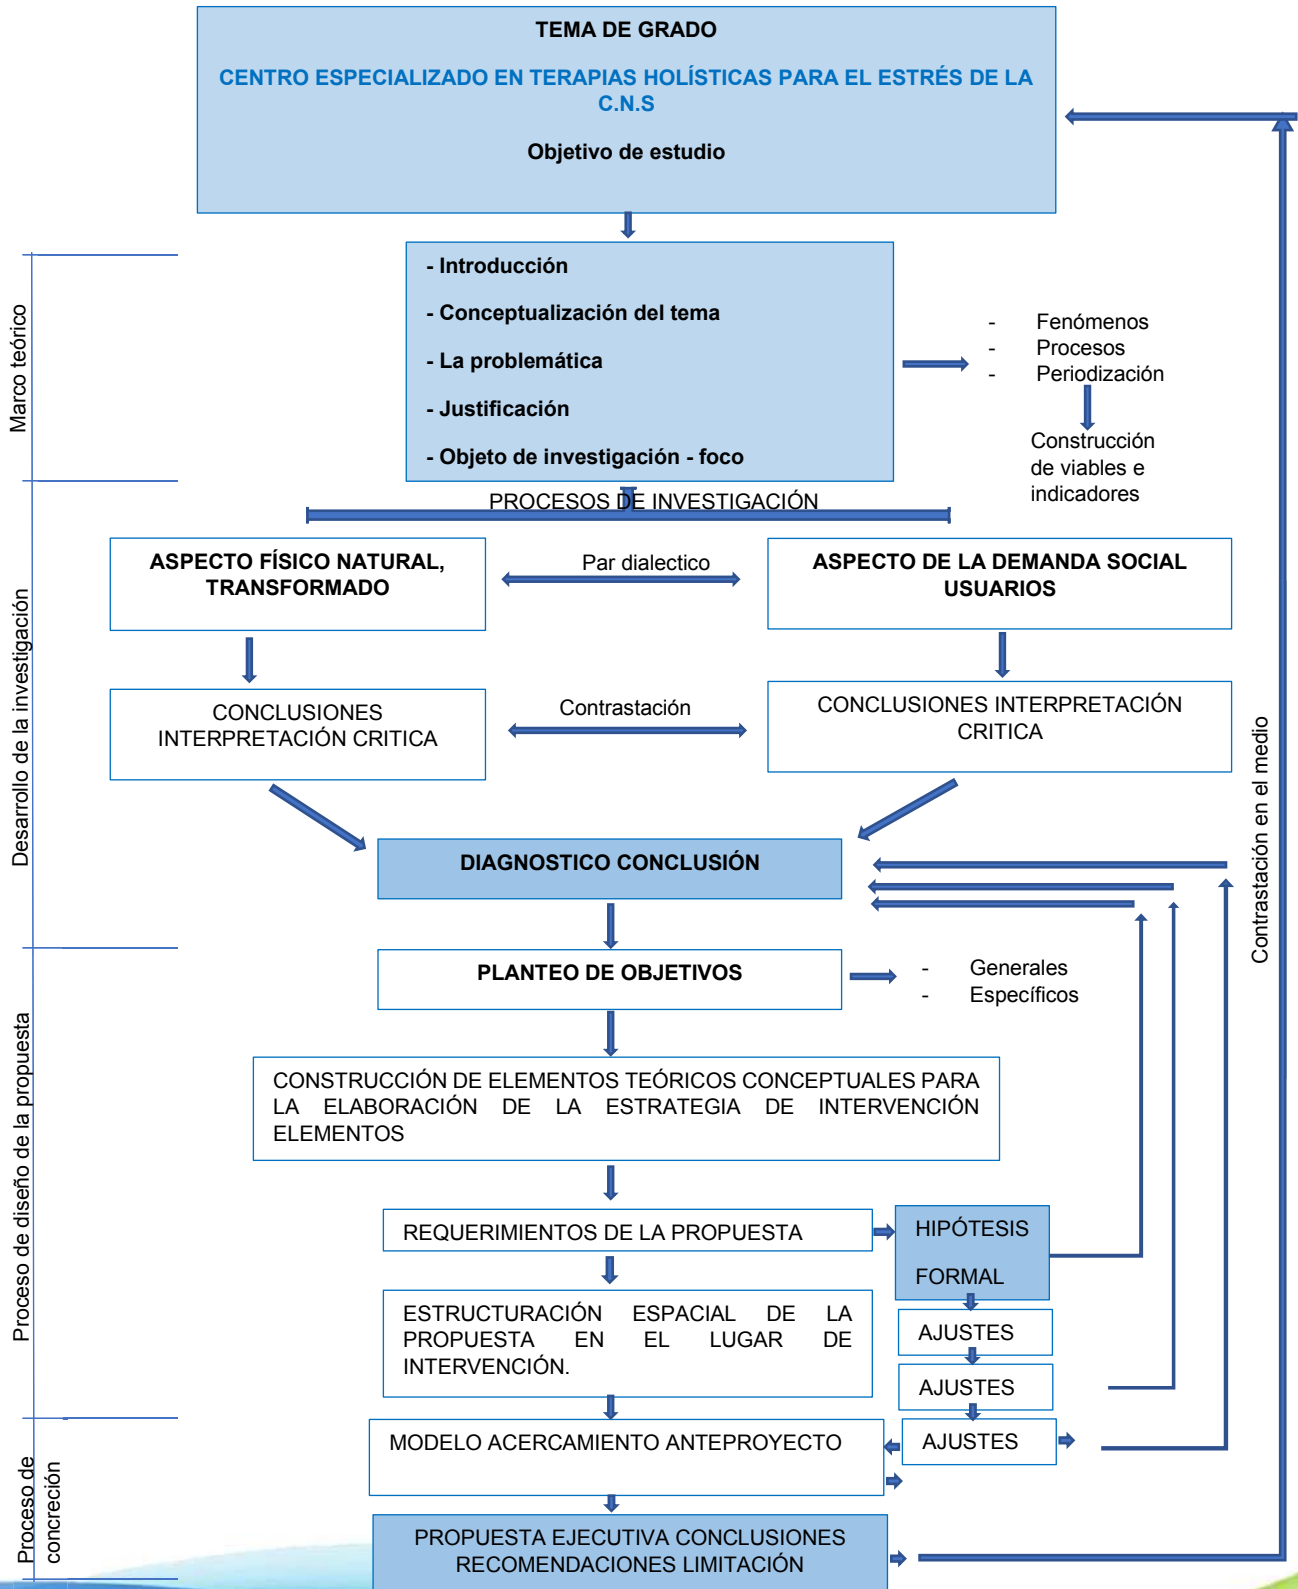 TEMA DE GRADO
CENTRO ESPECIALIZADO EN TERAPIAS HOLÍSTICAS PARA EL ESTRÉS DE LA
C.N.S
Objetivo de estudio
Marco teórico
- Introducción
- Conceptualización del tema
- La problemática
- Justificación
- Objeto de investigación - foco
- Fenómenos
- Procesos
- Periodización
Construcción
de viables e
indicadores
Desarrollo de la investigación
PROCESOS DE INVESTIGACIÓN
ASPECTO FÍSICO NATURAL,
TRANSFORMADO
Par dialectico
ASPECTO DE LA DEMANDA SOCIAL
USUARIOS
CONCLUSIONES
INTERPRETACIÓN CRITICA
Contrastación
CONCLUSIONES INTERPRETACIÓN
CRITICA
Contrastación en el medio
DIAGNOSTICO CONCLUSIÓN
Proceso de diseño de la propuesta
PLANTEO DE OBJETIVOS
- Generales
- Específicos
CONSTRUCCIÓN DE ELEMENTOS TEÓRICOS CONCEPTUALES PARA
LA ELABORACIÓN DE LA ESTRATEGIA DE INTERVENCIÓN
ELEMENTOS
REQUERIMIENTOS DE LA PROPUESTA
HIPÓTESIS
FORMAL
ESTRUCTURACIÓN ESPACIAL DE LA
PROPUESTA EN EL LUGAR DE
INTERVENCIÓN.
AJUSTES
AJUSTES
Proceso de
concreción
MODELO ACERCAMIENTO ANTEPROYECTO
AJUSTES
PROPUESTA EJECUTIVA CONCLUSIONES
RECOMENDACIONES LIMITACIÓN